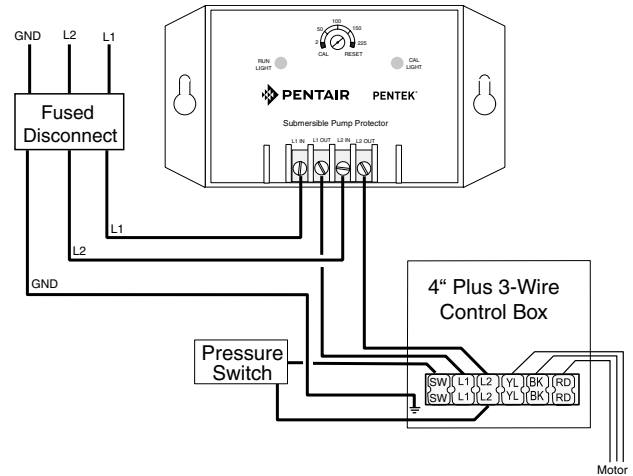 GND
L2
L1
Fused
Disconnect
2
50
100
150
225
CAL
RESET
RUN
LIGHT
CAL
LIGHT
PENTAIR
PENTEK®
Submersible Pump Protector
L1 IN
L1 OUT
L2 IN
L2 OUT
L1
L2
GND
4“ Plus 3-Wire
Control Box
Pressure
Switch
SW L1 L2 YL BK RD
SW L1 L2 YL BK RD
Motor